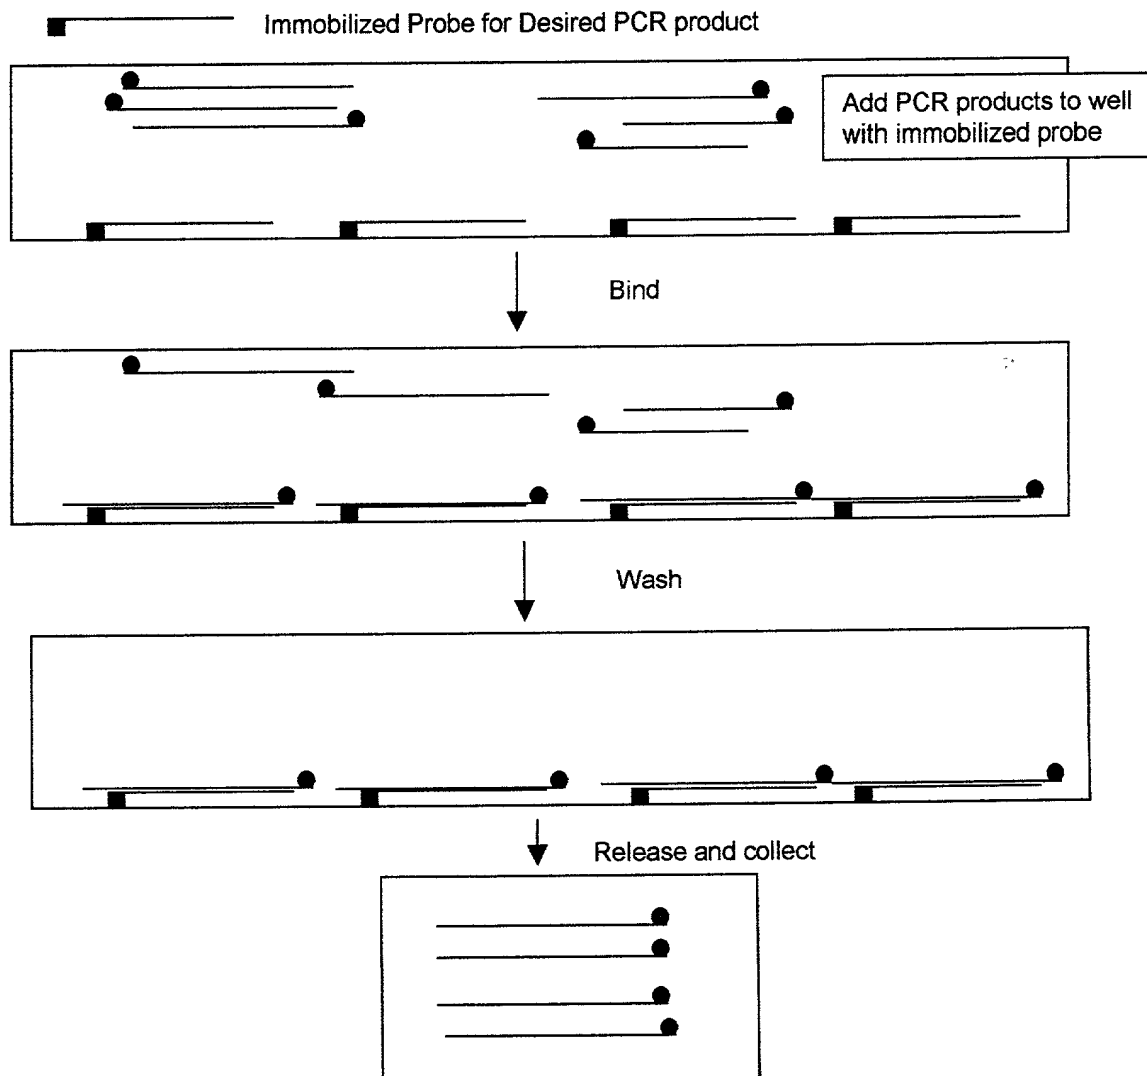 Immobilized Probe for Desired PCR product
Add PCR products to well
with immobilized probe
Bind
Wash
Release and collect